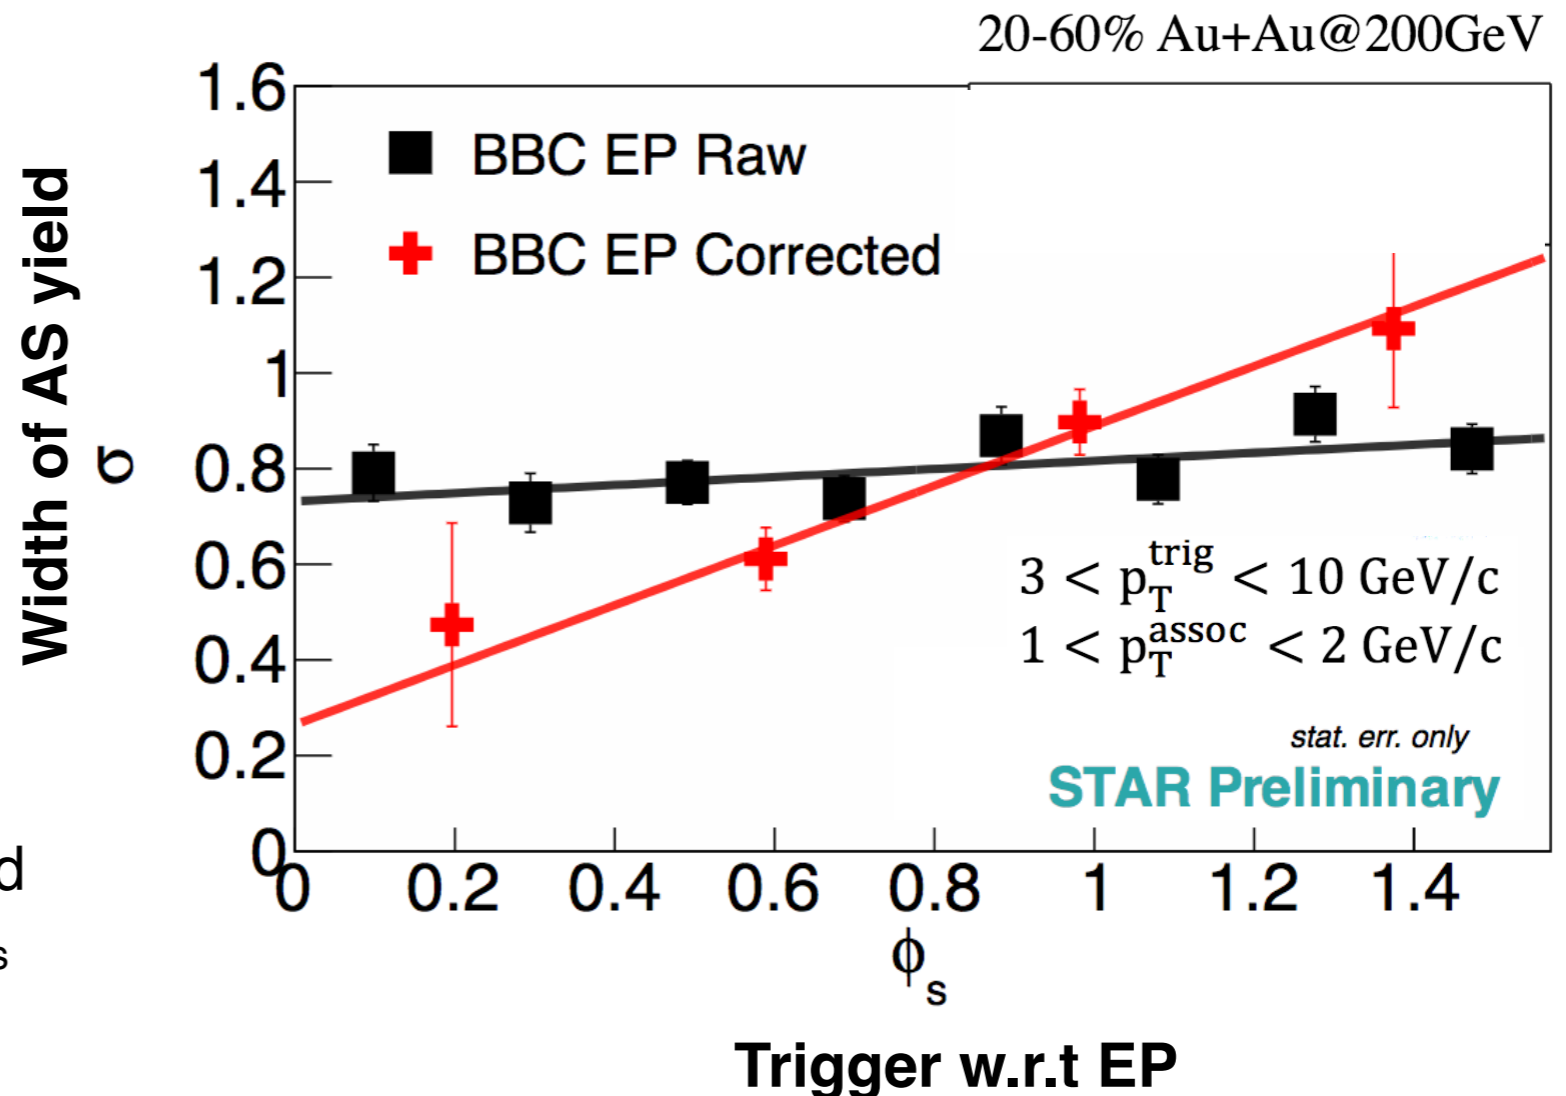 20-60% Au+Au@200GeV
Width of AS yield
σ
1.6
1.4
1.2
1
0.8
0.6
0.4
0.2
0
BBC EP Raw
BBC EP Corrected
3 < p_T^trig < 10 GeV/c
1 < p_T^assoc < 2 GeV/c
stat. err. only
STAR Preliminary
0 0.2 0.4 0.6 0.8 1 1.2 1.4
ϕ_s
Trigger w.r.t EP
d
s